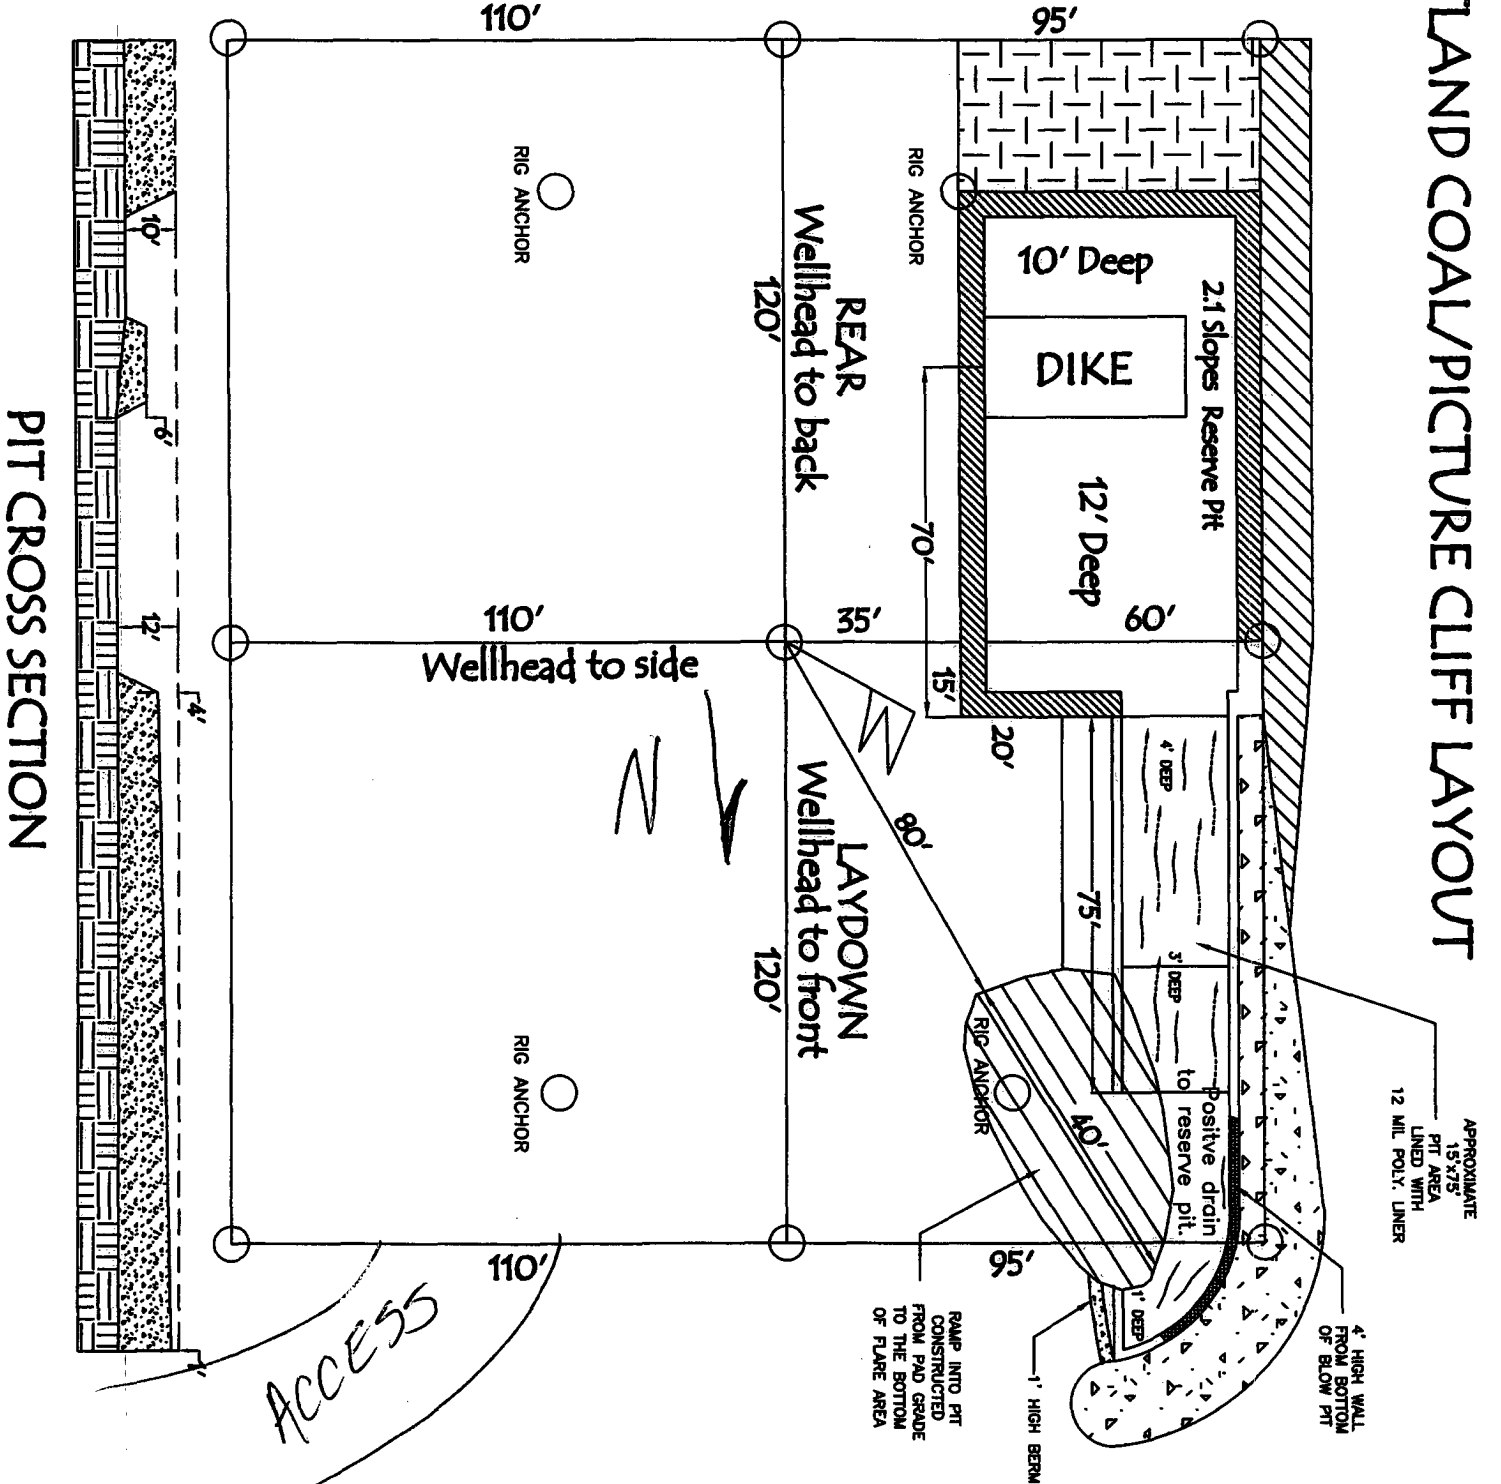 TLAND COAL/PICTURE CLIFF LAYOUT
APPROXIMATE
15'x75'
PIT AREA
LINED WITH
12 MIL POLY. LINER
4' HIGH WALL
FROM BOTTOM
OF BLOW PIT
110'
95'
RIG ANCHOR
RIG ANCHOR
10' Deep
2:1 Slopes Reserve Pit
DIKE
12' Deep
REAR
Wellhead to back
120'
70'
110'
35'
60'
Wellhead to side
15'
20'
4' DEEP
3' DEEP
75'
80'
N
W
LAYDOWN
Wellhead to front
120'
RIG ANCHOR
RIG ANCHOR
40'
Positve drain
to reserve pit.
1' DEEP
110'
95'
RAMP INTO PIT
CONSTRUCTED
FROM PAD GRADE
TO THE BOTTOM
OF FLARE AREA
1' HIGH BERM
ACCESS
10'
6'
12'
4'
1'
PIT CROSS SECTION